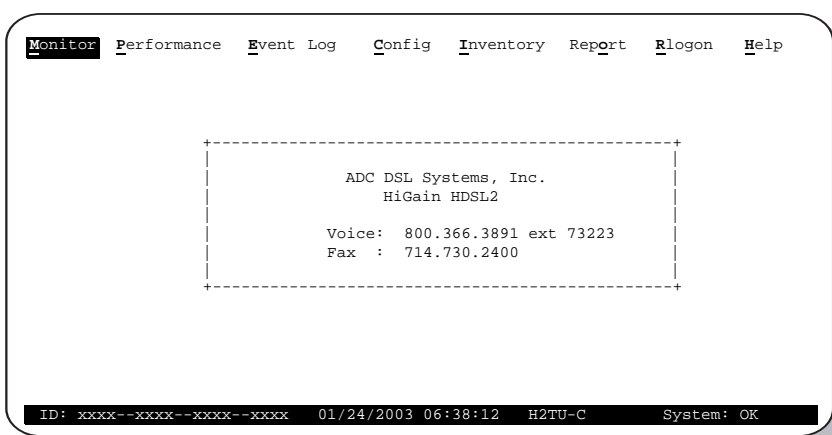 Monitor Performance Event Log Config Inventory Report Rlogon Help
ADC DSL Systems, Inc.
HiGain HDSL2
Voice: 800.366.3891 ext 73223
Fax : 714.730.2400
ID: xxxx--xxxx--xxxx--xxxx 01/24/2003 06:38:12 H2TU-C System: OK